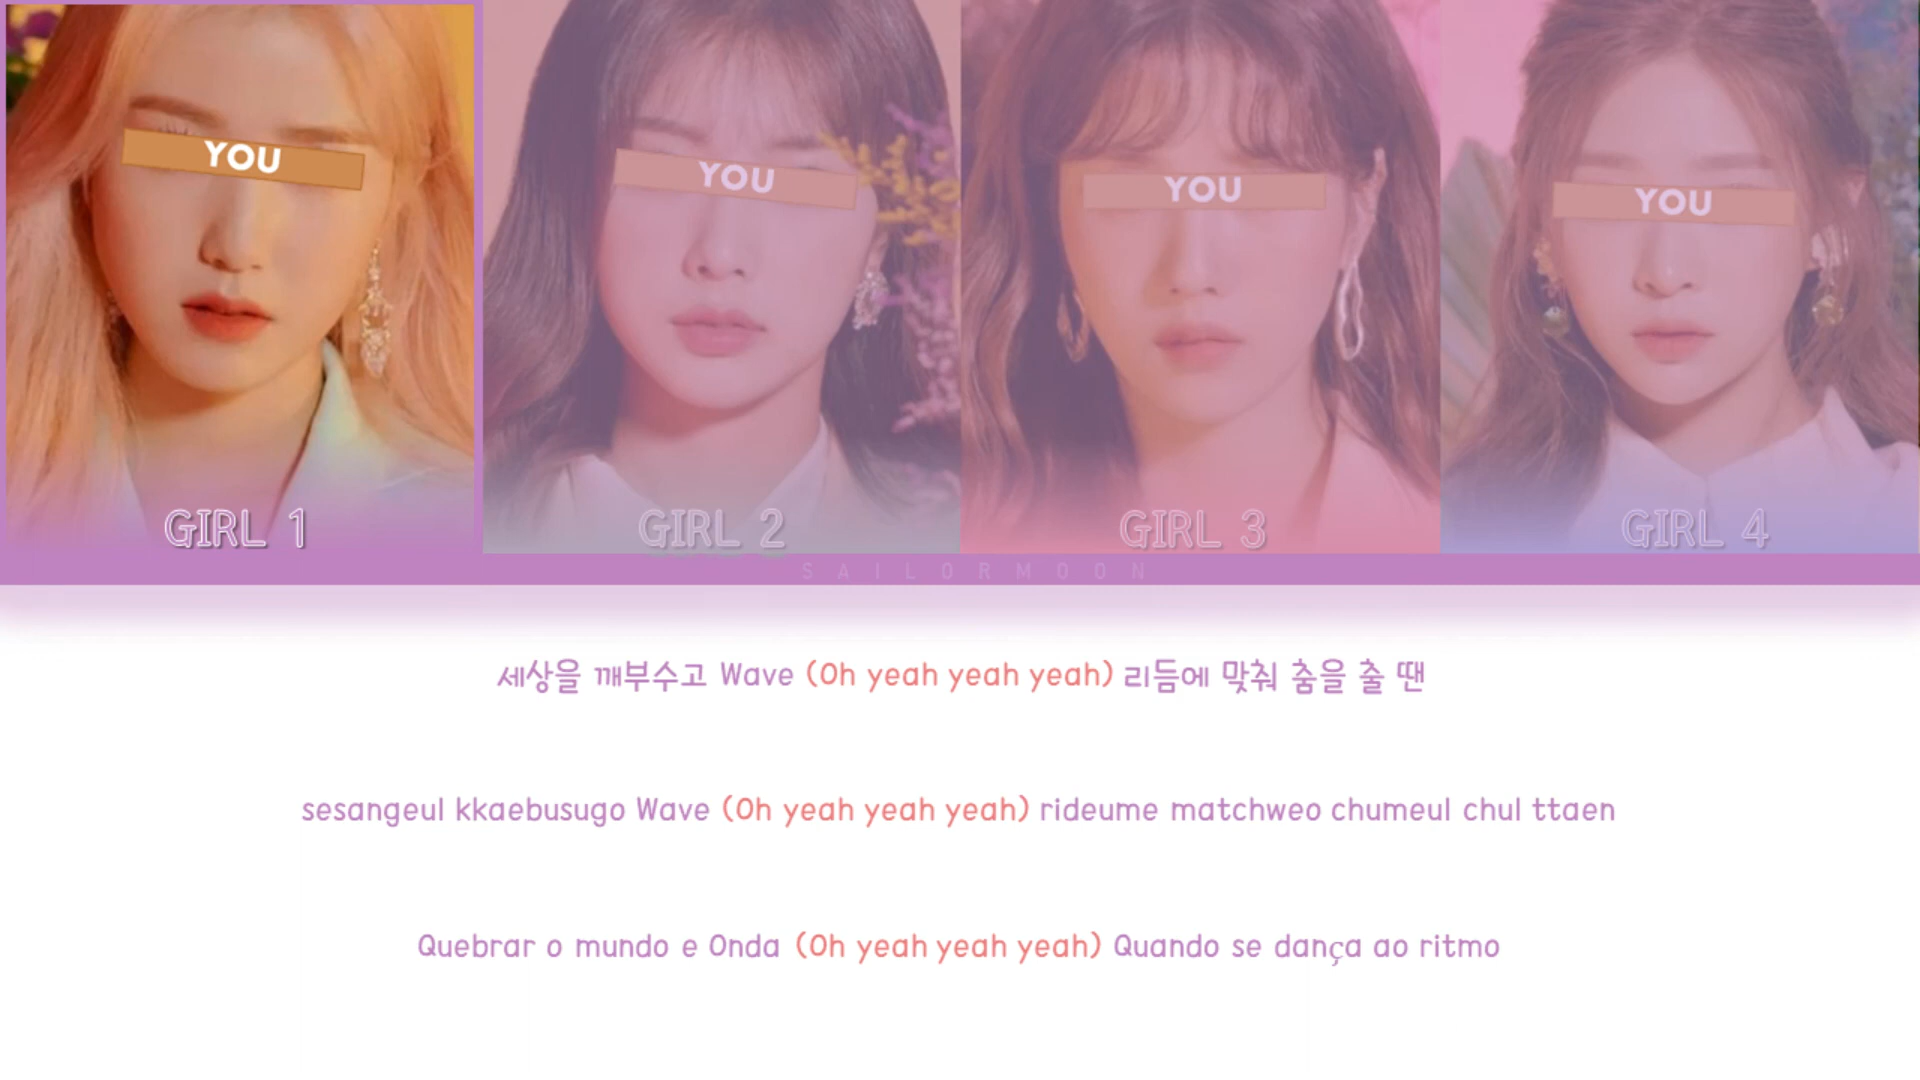 YOU
YOU
YOU
YOU
GIRL 1
GIRL 2
GIRL 3
GIRL 4
SAILORMOON
세상을 깨부수고 Wave (Oh yeah yeah yeah) 리듬에 맞춰 춤을 출 땐
sesangeul kkaebusugo Wave (Oh yeah yeah yeah) rideume matchweo chumeul chul ttaen
Quebrar o mundo e Onda (Oh yeah yeah yeah) Quando se dança ao ritmo